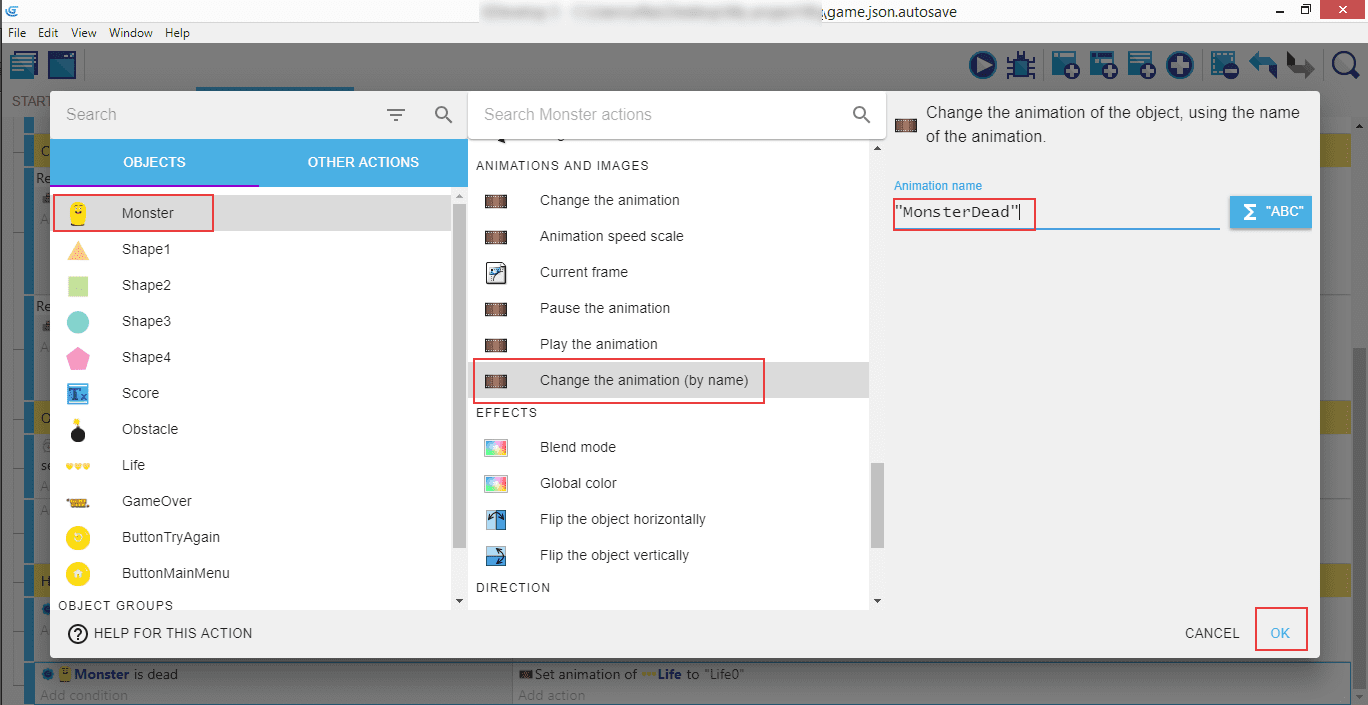 \game.json.autosave
File Edit View Window Help
START
Search
OBJECTS OTHER ACTIONS
Monster
Shape1
Shape2
Shape3
Shape4
Score
Obstacle
Life
GameOver
ButtonTryAgain
ButtonMainMenu
OBJECT GROUPS
Search Monster actions
ANIMATIONS AND IMAGES
Change the animation
Animation speed scale
Current frame
Pause the animation
Play the animation
Change the animation (by name)
EFFECTS
Blend mode
Global color
Flip the object horizontally
Flip the object vertically
DIRECTION
Change the animation of the object, using the name
of the animation.
Animation name
"MonsterDead"
Σ "ABC"
? HELP FOR THIS ACTION
CANCEL OK
Re
Re
Monster is dead
Add condition
Set animation of Life to "Life0"
Add action